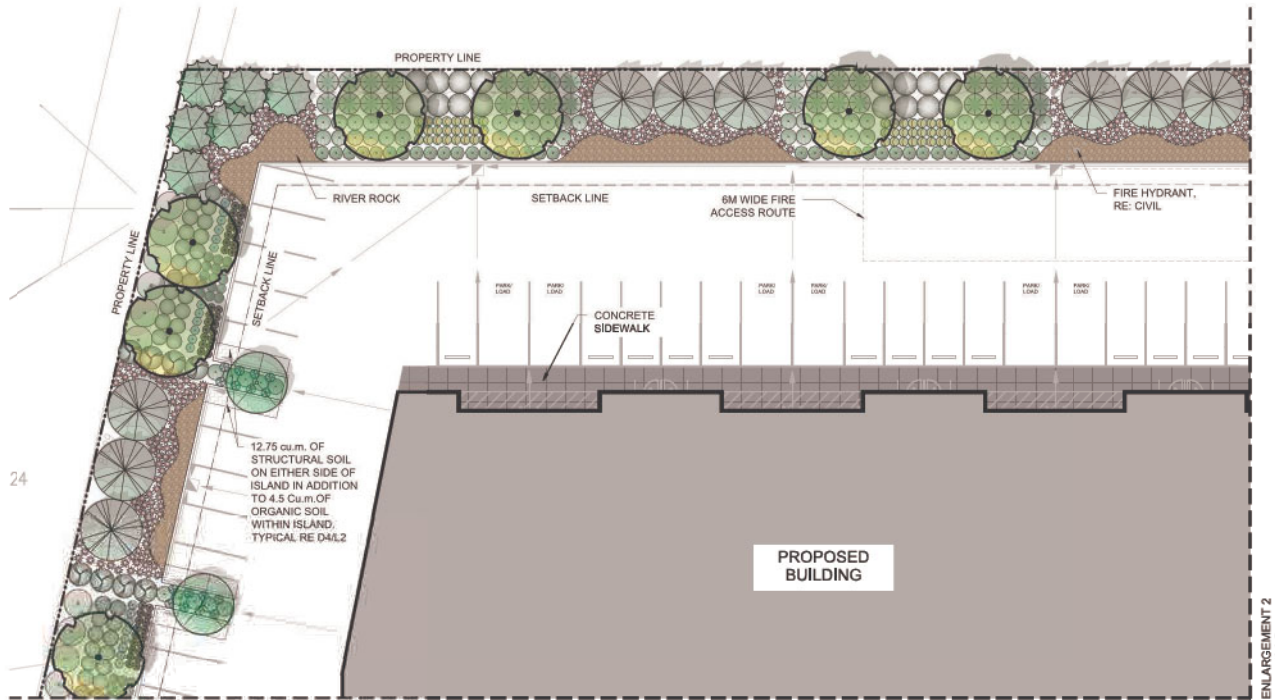 PROPERTY LINE
RIVER ROCK
SETBACK LINE
6M WIDE FIRE
ACCESS ROUTE
FIRE HYDRANT,
RE: CIVIL
PROPERTY LINE
SETBACK LINE
PARK/
LOAD
PARK/
LOAD
PARK/
LOAD
PARK/
LOAD
PARK/
LOAD
PARK/
LOAD
CONCRETE
SIDEWALK
12.75 cu.m. OF
STRUCTURAL SOIL
ON EITHER SIDE OF
ISLAND IN ADDITION
TO 4.5 Cu.m.OF
ORGANIC SOIL
WITHIN ISLAND.
TYPICAL RE D4/L2
24
PROPOSED
BUILDING
ENLARGEMENT 2